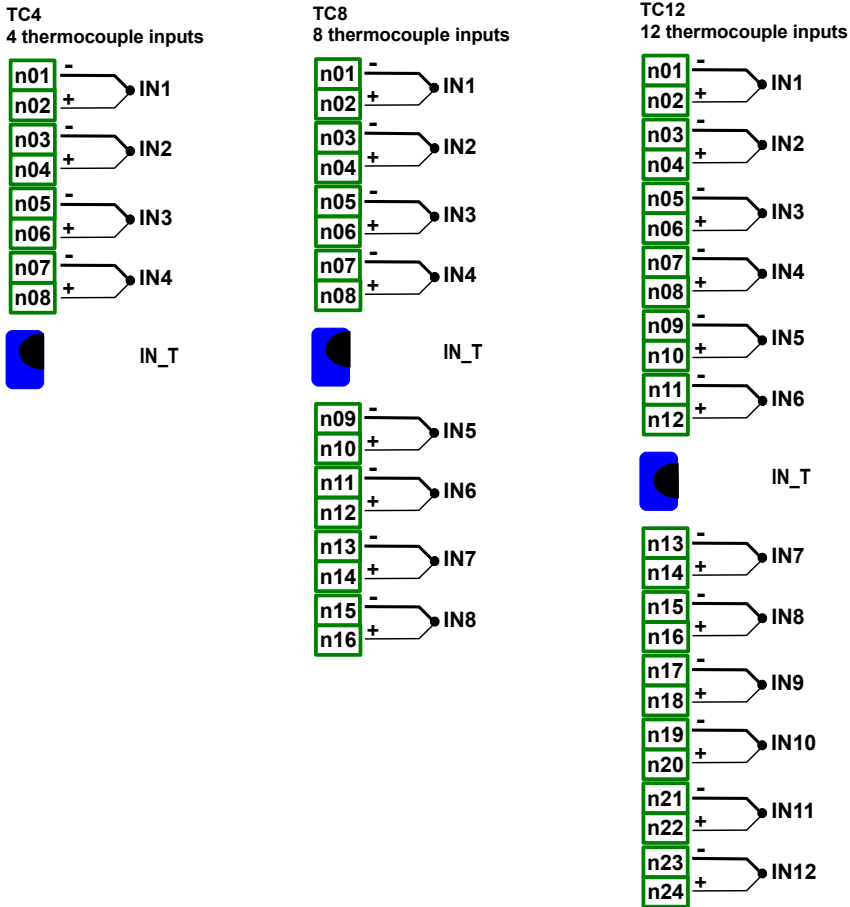 TC4
4 thermocouple inputs
n01 - IN1
n02 +
n03 - IN2
n04 +
n05 - IN3
n06 +
n07 - IN4
n08 +
IN_T
TC8
8 thermocouple inputs
n01 - IN1
n02 +
n03 - IN2
n04 +
n05 - IN3
n06 +
n07 - IN4
n08 +
IN_T
n09 - IN5
n10 +
n11 - IN6
n12 +
n13 - IN7
n14 +
n15 - IN8
n16 +
TC12
12 thermocouple inputs
n01 - IN1
n02 +
n03 - IN2
n04 +
n05 - IN3
n06 +
n07 - IN4
n08 +
n09 - IN5
n10 +
n11 - IN6
n12 +
IN_T
n13 - IN7
n14 +
n15 - IN8
n16 +
n17 - IN9
n18 +
n19 - IN10
n20 +
n21 - IN11
n22 +
n23 - IN12
n24 +